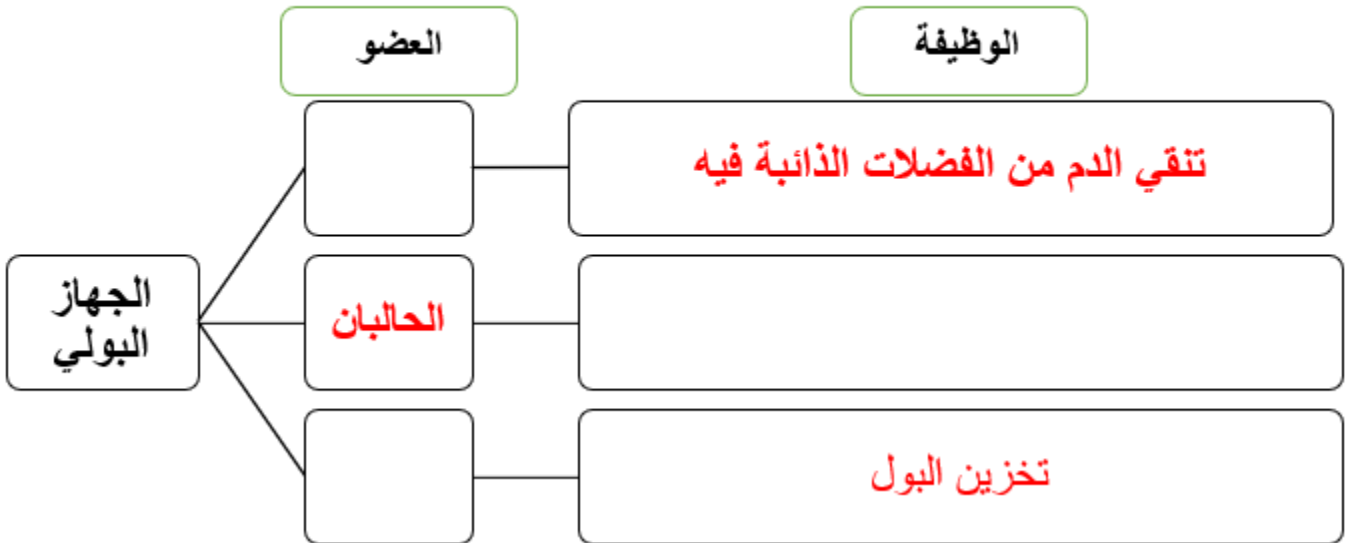 العضو
الوظيفة
تنقي الدم من الفضلات الذائبة فيه
الجهاز
البولي
الحالبان
تخزين البول